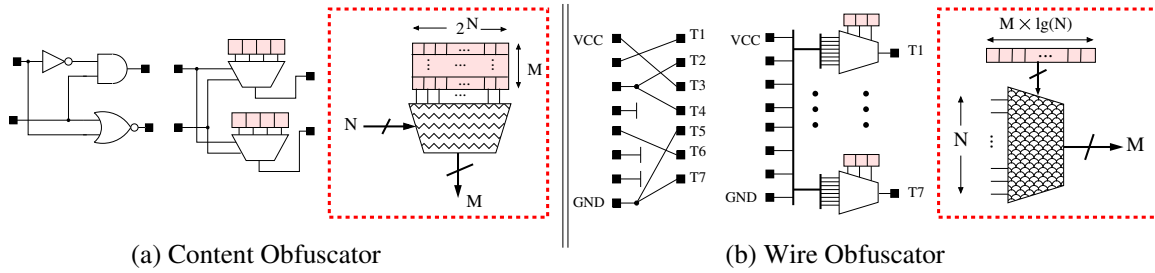 2^N
...
...
...
M
N
M
(a) Content Obfuscator
VCC
GND
T1
T2
T3
T4
T5
T6
T7
VCC
GND
T1
T7
M × lg(N)
...
N
...
M
(b) Wire Obfuscator